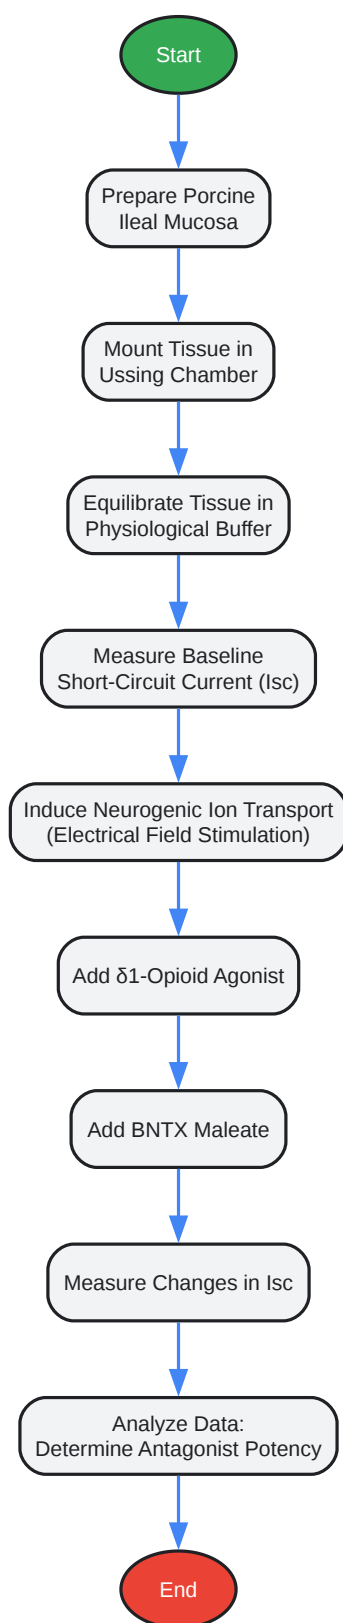 Start
Prepare Porcine
Ileal Mucosa
Mount Tissue in
Ussing Chamber
Equilibrate Tissue in
Physiological Buffer
Measure Baseline
Short-Circuit Current (Isc)
Induce Neurogenic Ion Transport
(Electrical Field Stimulation)
Add δ1-Opioid Agonist
Add BNTX Maleate
Measure Changes in Isc
Analyze Data:
Determine Antagonist Potency
End